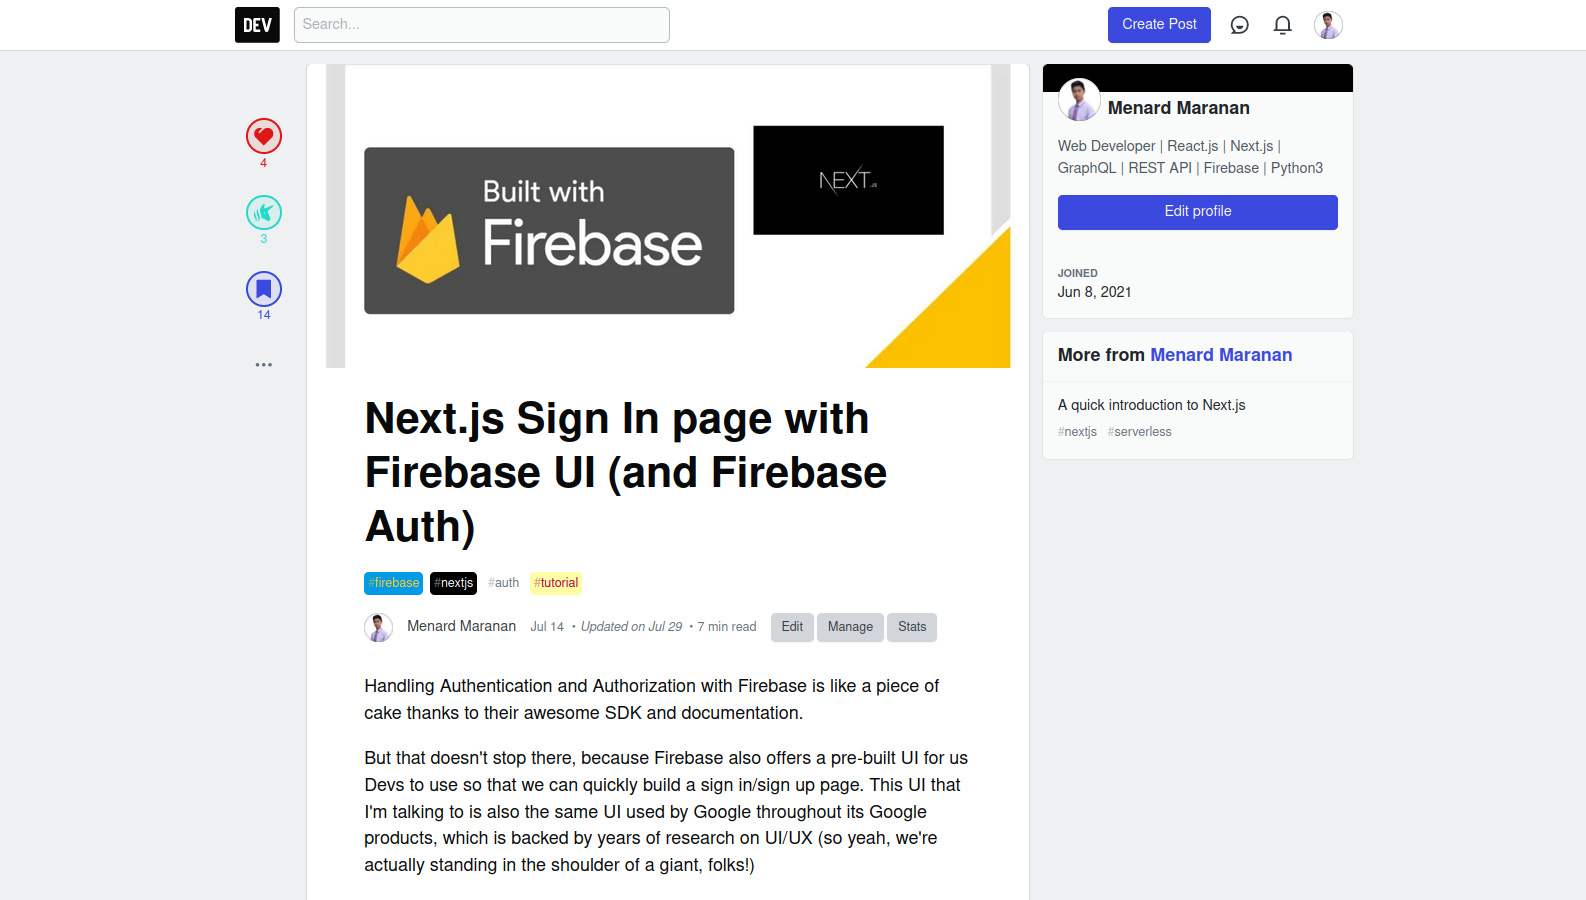 DEV
Search...
Create Post
4
3
14
Built with
Firebase
NEXT.JS
Next.js Sign In page with
Firebase UI (and Firebase
Auth)
#firebase #nextjs #auth #tutorial
Menard Maranan Jul 14 • Updated on Jul 29 • 7 min read Edit Manage Stats
Handling Authentication and Authorization with Firebase is like a piece of
cake thanks to their awesome SDK and documentation.
But that doesn't stop there, because Firebase also offers a pre-built UI for us
Devs to use so that we can quickly build a sign in/sign up page. This UI that
I'm talking to is also the same UI used by Google throughout its Google
products, which is backed by years of research on UI/UX (so yeah, we're
actually standing in the shoulder of a giant, folks!)
Menard Maranan
Web Developer | React.js | Next.js |
GraphQL | REST API | Firebase | Python3
Edit profile
JOINED
Jun 8, 2021
More from Menard Maranan
A quick introduction to Next.js
#nextjs #serverless